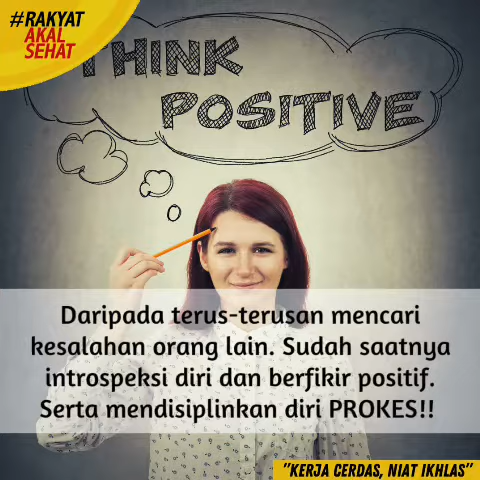 #RAKYAT
AKAL
SEHAT
THINK
POSITIVE
Daripada terus-terusan mencari
kesalahan orang lain. Sudah saatnya
introspeksi diri dan berfikir positif.
Serta mendisiplinkan diri PROKES!!
"KERJA CERDAS, NIAT IKHLAS"